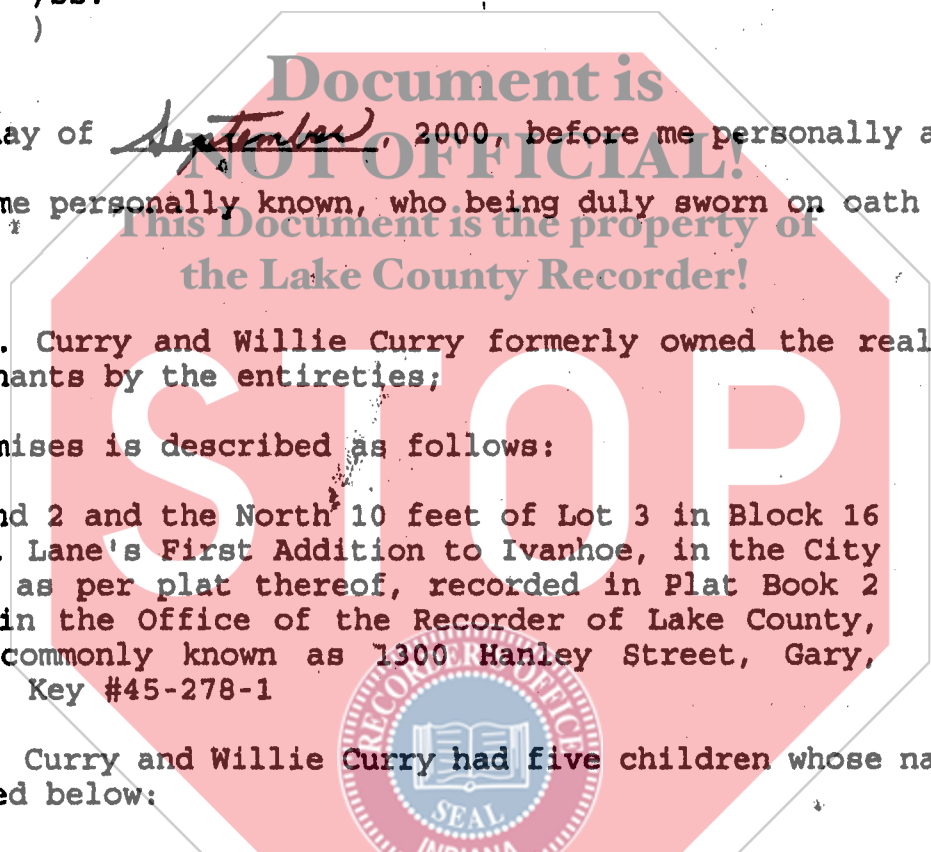 /SS.
)
Document is
ay of September, 2000, before me personally a
NOT OFFICIAL!
me personally known, who being duly sworn on oath
This Document is the property of
the Lake County Recorder!
. Curry and Willie Curry formerly owned the real
nants by the entireties;
STOP
mises is described as follows:
nd 2 and the North 10 feet of Lot 3 in Block 16
. Lane's First Addition to Ivanhoe, in the City
as per plat thereof, recorded in Plat Book 2
in the Office of the Recorder of Lake County,
commonly known as 1300 Hanley Street, Gary,
Key #45-278-1
RECORDER OFFICE
Curry and Willie Curry had five children whose na
ed below:
SEAL
INDIANA